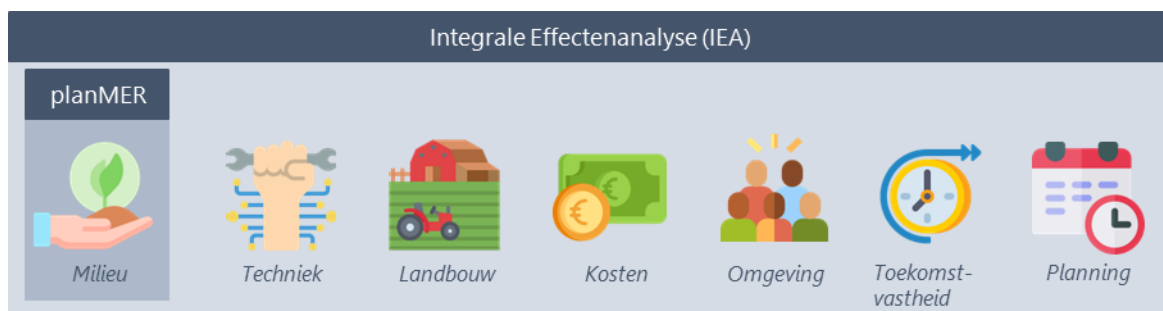 Integrale Effectenanalyse (IEA)
planMER
Milieu
Techniek
Landbouw
Kosten
Omgeving
Toekomst-
vastheid
Planning